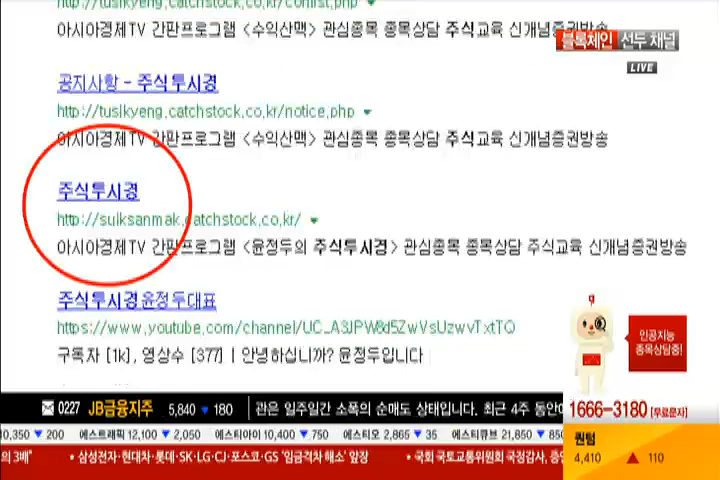 http://tuslkyeng.catchstock.co.kr/conlist.php
아시아경제TV 간판프로그램 <수익산맥> 관심종목 종목상담 주식교육 신개념증권방송
블록체인 선두 채널
LIVE
공지사항 - 주식투시경
http://tuslkyeng.catchstock.co.kr/notice.php
아시아경제TV 간판프로그램 <수익산맥> 관심종목 종목상담 주식교육 신개념증권방송
주식투시경
http://sulksanmak.catchstock.co.kr/
아시아경제TV 간판프로그램 <윤정두의 주식투시경> 관심종목 종목상담 주식교육 신개념증권방송
주식투시경 윤정두대표
https://www.youtube.com/channel/UC_A3JPW8d5ZwVsUzwvTxtTQ
구독자 [1k], 영상수 [377] | 안녕하십니까? 윤정두입니다
인공지능
종목상담중!
0227 JB금융지주 5,840 ▼ 180 관은 일주일간 소폭의 순매도 상태입니다. 최근 4주 동안에
1666-3180 [무료문자]
10,350 ▼ 200 에스트래픽 12,100 ▼ 2,050 에스티아이 10,400 ▼ 750 에스티오 2,865 ▼ 35 에스티큐브 21,850 ▼ 850
퀀텀
4,410 ▲ 110
의 3배" • 삼성전자·현대차·롯데·SK·LG·CJ·포스코·GS '임금격차 해소' 앞장 • 국회 국토교통위원회 국정감사,